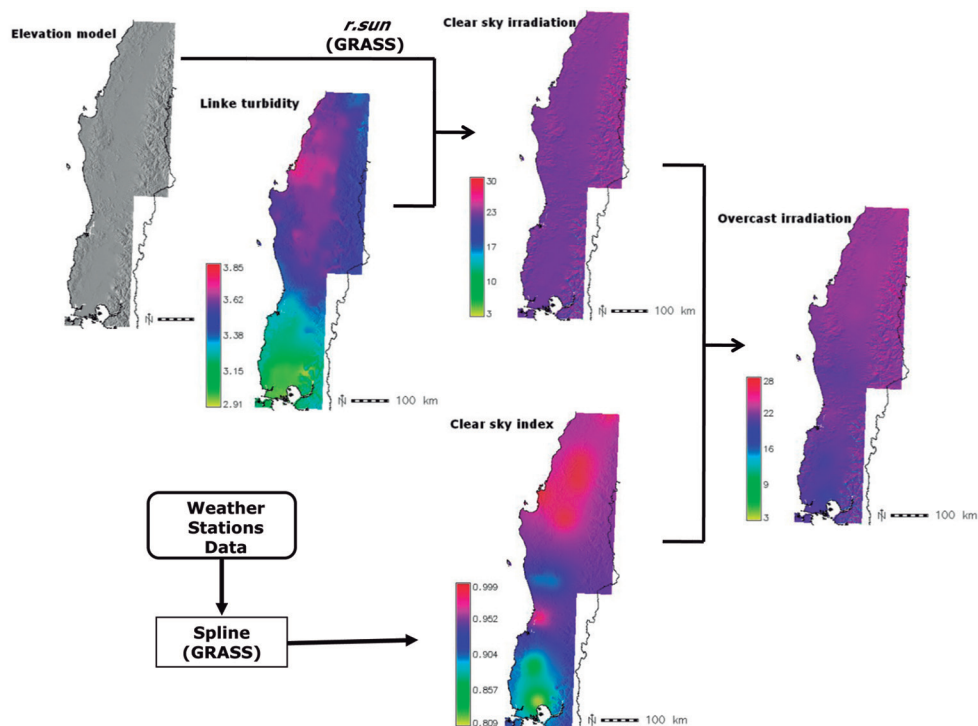 Elevation model
r.sun
(GRASS)
Clear sky irradiation
Linke turbidity
30
23
17
10
3
N
100 km
Overcast irradiation
3.85
3.62
3.38
3.15
2.91
N
N
100 km
28
22
16
9
3
N
100 km
Clear sky index
Weather
Stations
Data
Spline
(GRASS)
0.999
0.952
0.904
0.857
0.809
N
100 km